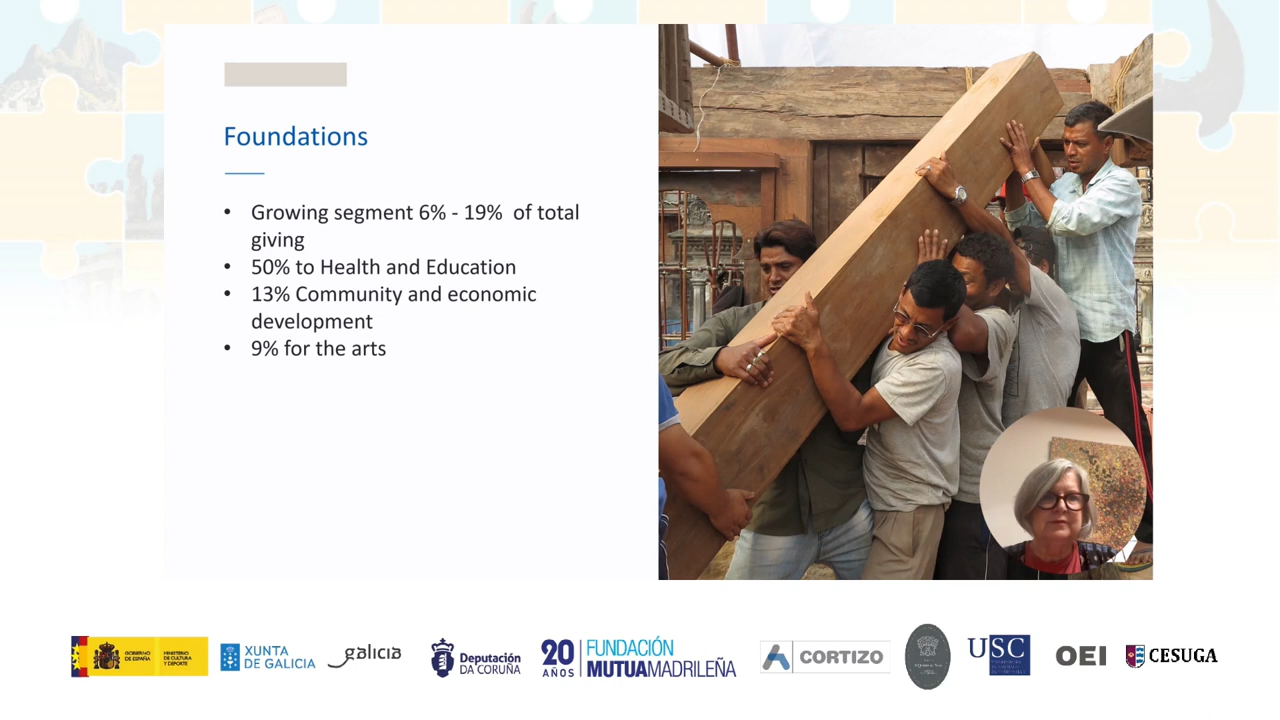 Foundations
• Growing segment 6% - 19% of total
giving
• 50% to Health and Education
• 13% Community and economic
development
• 9% for the arts
GOBIERNO
DE ESPAÑA
MINISTERIO
DE CULTURA
Y DEPORTE
XUNTA
DE GALICIA
galicia
Deputación
DA CORUÑA
20
AÑOS
FUNDACIÓN
MUTUAMADRILEÑA
CORTIZO
USC
OEI
CESUGA